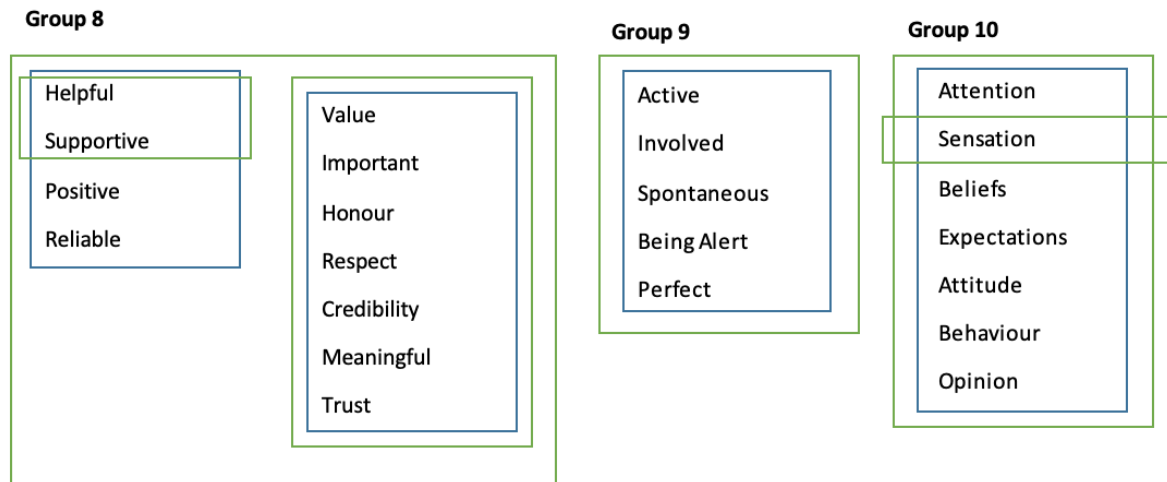 Group 8
Helpful
Supportive
Positive
Reliable
Value
Important
Honour
Respect
Credibility
Meaningful
Trust
Group 9
Active
Involved
Spontaneous
Being Alert
Perfect
Group 10
Attention
Sensation
Beliefs
Expectations
Attitude
Behaviour
Opinion